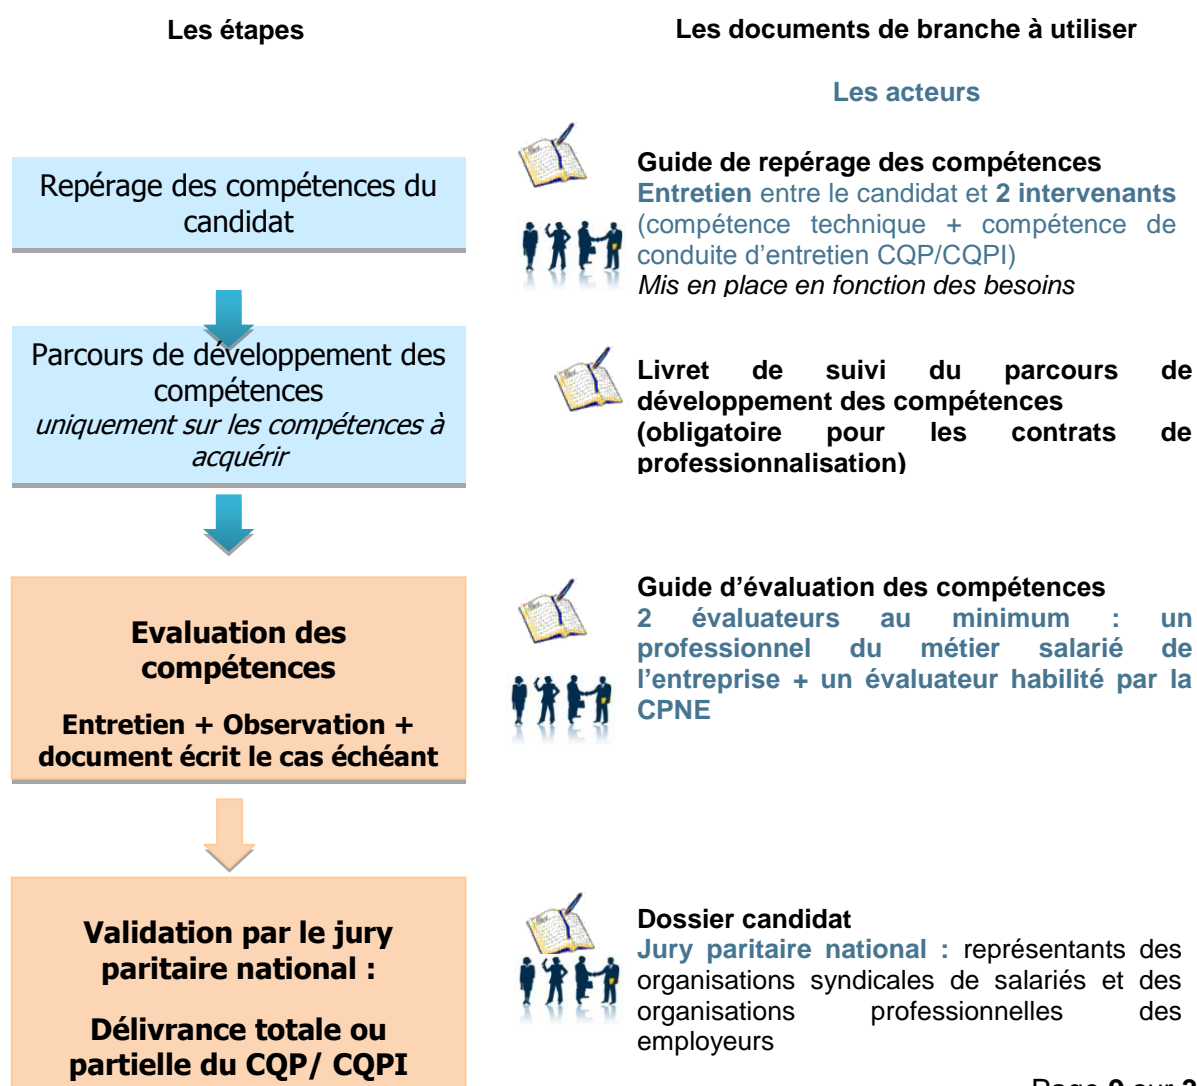 Les étapes
Les documents de branche à utiliser
Les acteurs
Repérage des compétences du
candidat
Guide de repérage des compétences
Entretien entre le candidat et 2 intervenants
(compétence technique + compétence de
conduite d'entretien CQP/CQPI)
Mis en place en fonction des besoins
Parcours de développement des
compétences
uniquement sur les compétences à
acquérir
Livret de suivi du parcours de
développement des compétences
(obligatoire pour les contrats de
professionnalisation)
Evaluation des
compétences
Entretien + Observation +
document écrit le cas échéant
Guide d'évaluation des compétences
2 évaluateurs au minimum : un
professionnel du métier salarié de
l'entreprise + un évaluateur habilité par la
CPNE
Validation par le jury
paritaire national :
Délivrance totale ou
partielle du CQP/ CQPI
Dossier candidat
Jury paritaire national : représentants des
organisations syndicales de salariés et des
organisations professionnelles des
employeurs
Page 9 sur